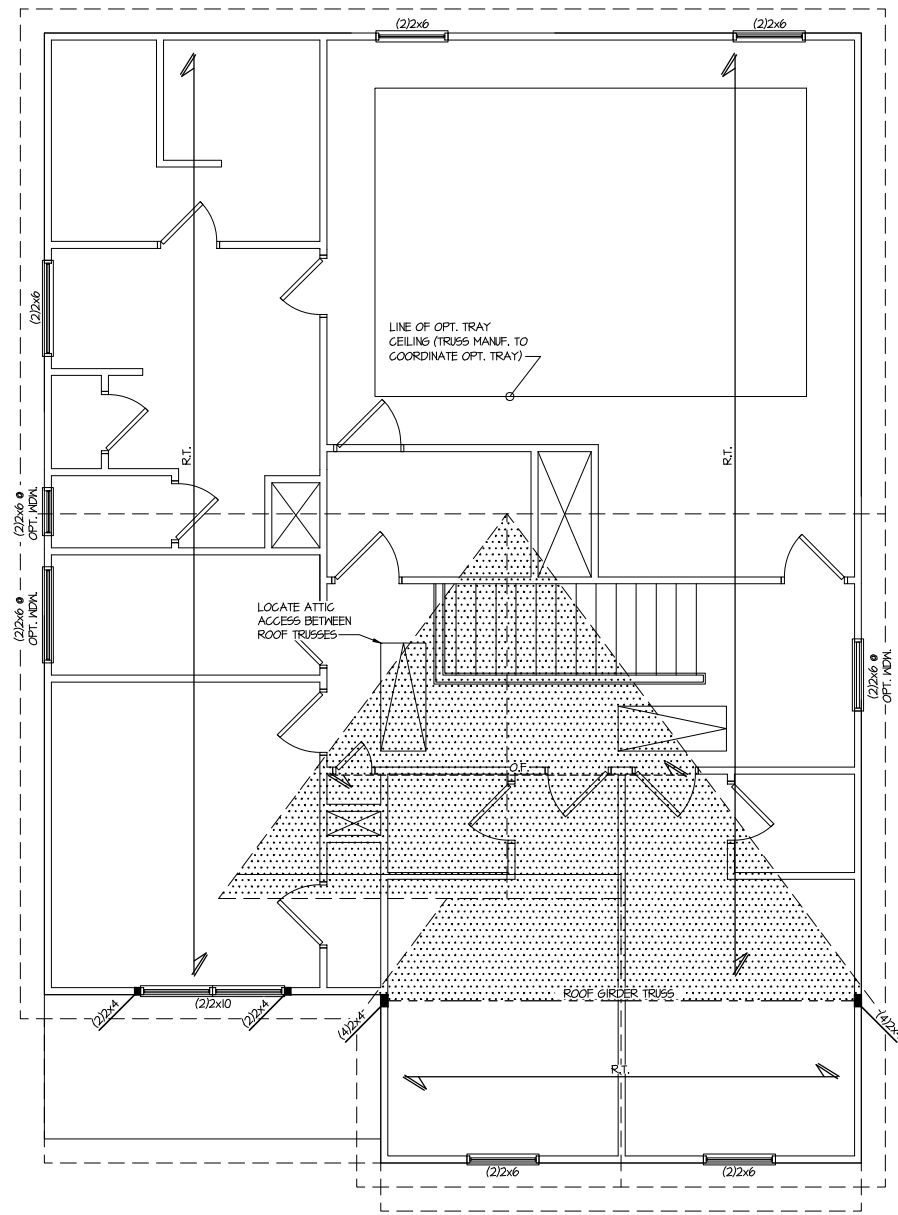 (2)2x6
(2)2x6
(2)2x6
LINE OF OPT. TRAY
CEILING (TRUSS MANUF. TO
COORDINATE OPT. TRAY)
R.T.
R.T.
(2)2x6 @
OPT. WDW.
(2)2x6 @
OPT. WDW.
LOCATE ATTIC
ACCESS BETWEEN
ROOF TRUSSES
(2)2x6 @
OPT. WDW.
O.F.
ROOF GIRDER TRUSS
(2)2x4
(2)2x10
(2)2x4
(4)2x4
(4)2x4
R.T.
(2)2x6
(2)2x6